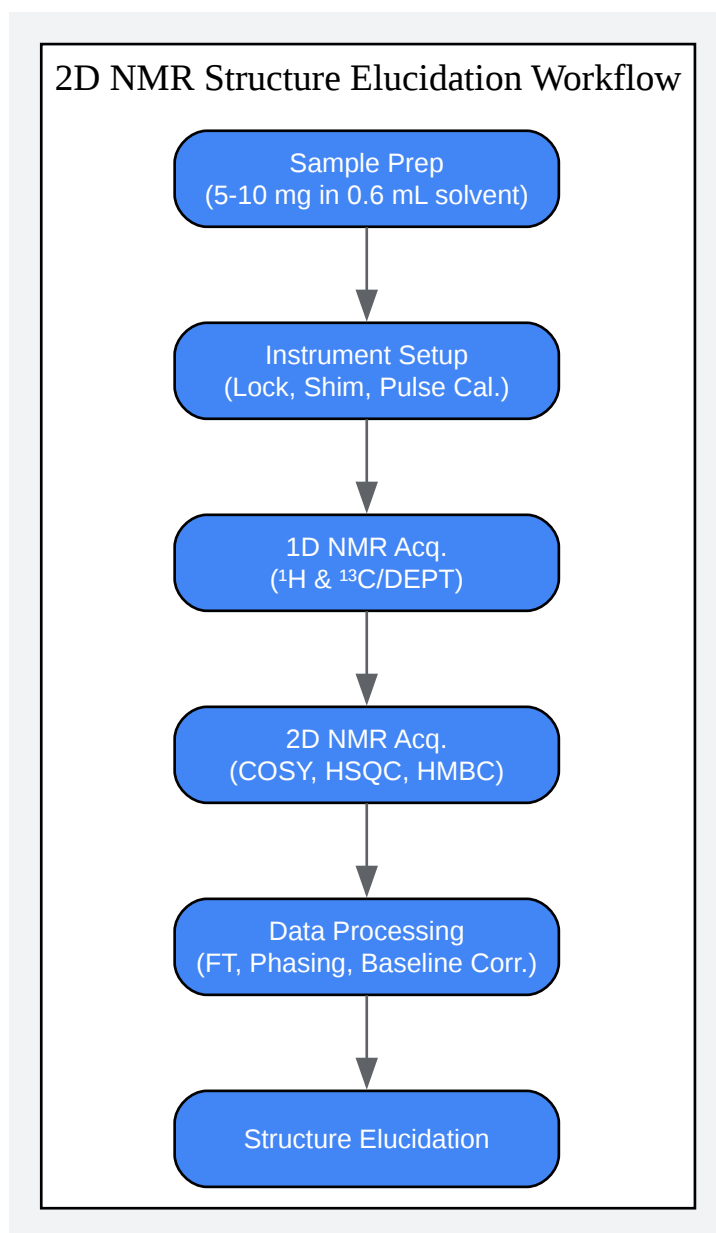 2D NMR Structure Elucidation Workflow
Sample Prep
(5-10 mg in 0.6 mL solvent)
Instrument Setup
(Lock, Shim, Pulse Cal.)
1D NMR Acq.
(¹H & ¹³C/DEPT)
2D NMR Acq.
(COSY, HSQC, HMBC)
Data Processing
(FT, Phasing, Baseline Corr.)
Structure Elucidation